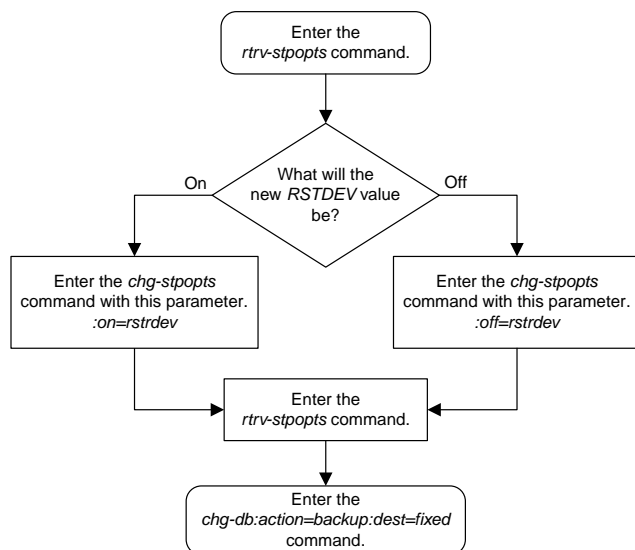 Enter the
rtrv-stpopts command.
What will the
new RSTDEV value
be?
On
Off
Enter the chg-stpopts
command with this parameter.
:on=rstrdev
Enter the chg-stpopts
command with this parameter.
:off=rstrdev
Enter the
rtrv-stpopts command.
Enter the
chg-db:action=backup:dest=fixed
command.